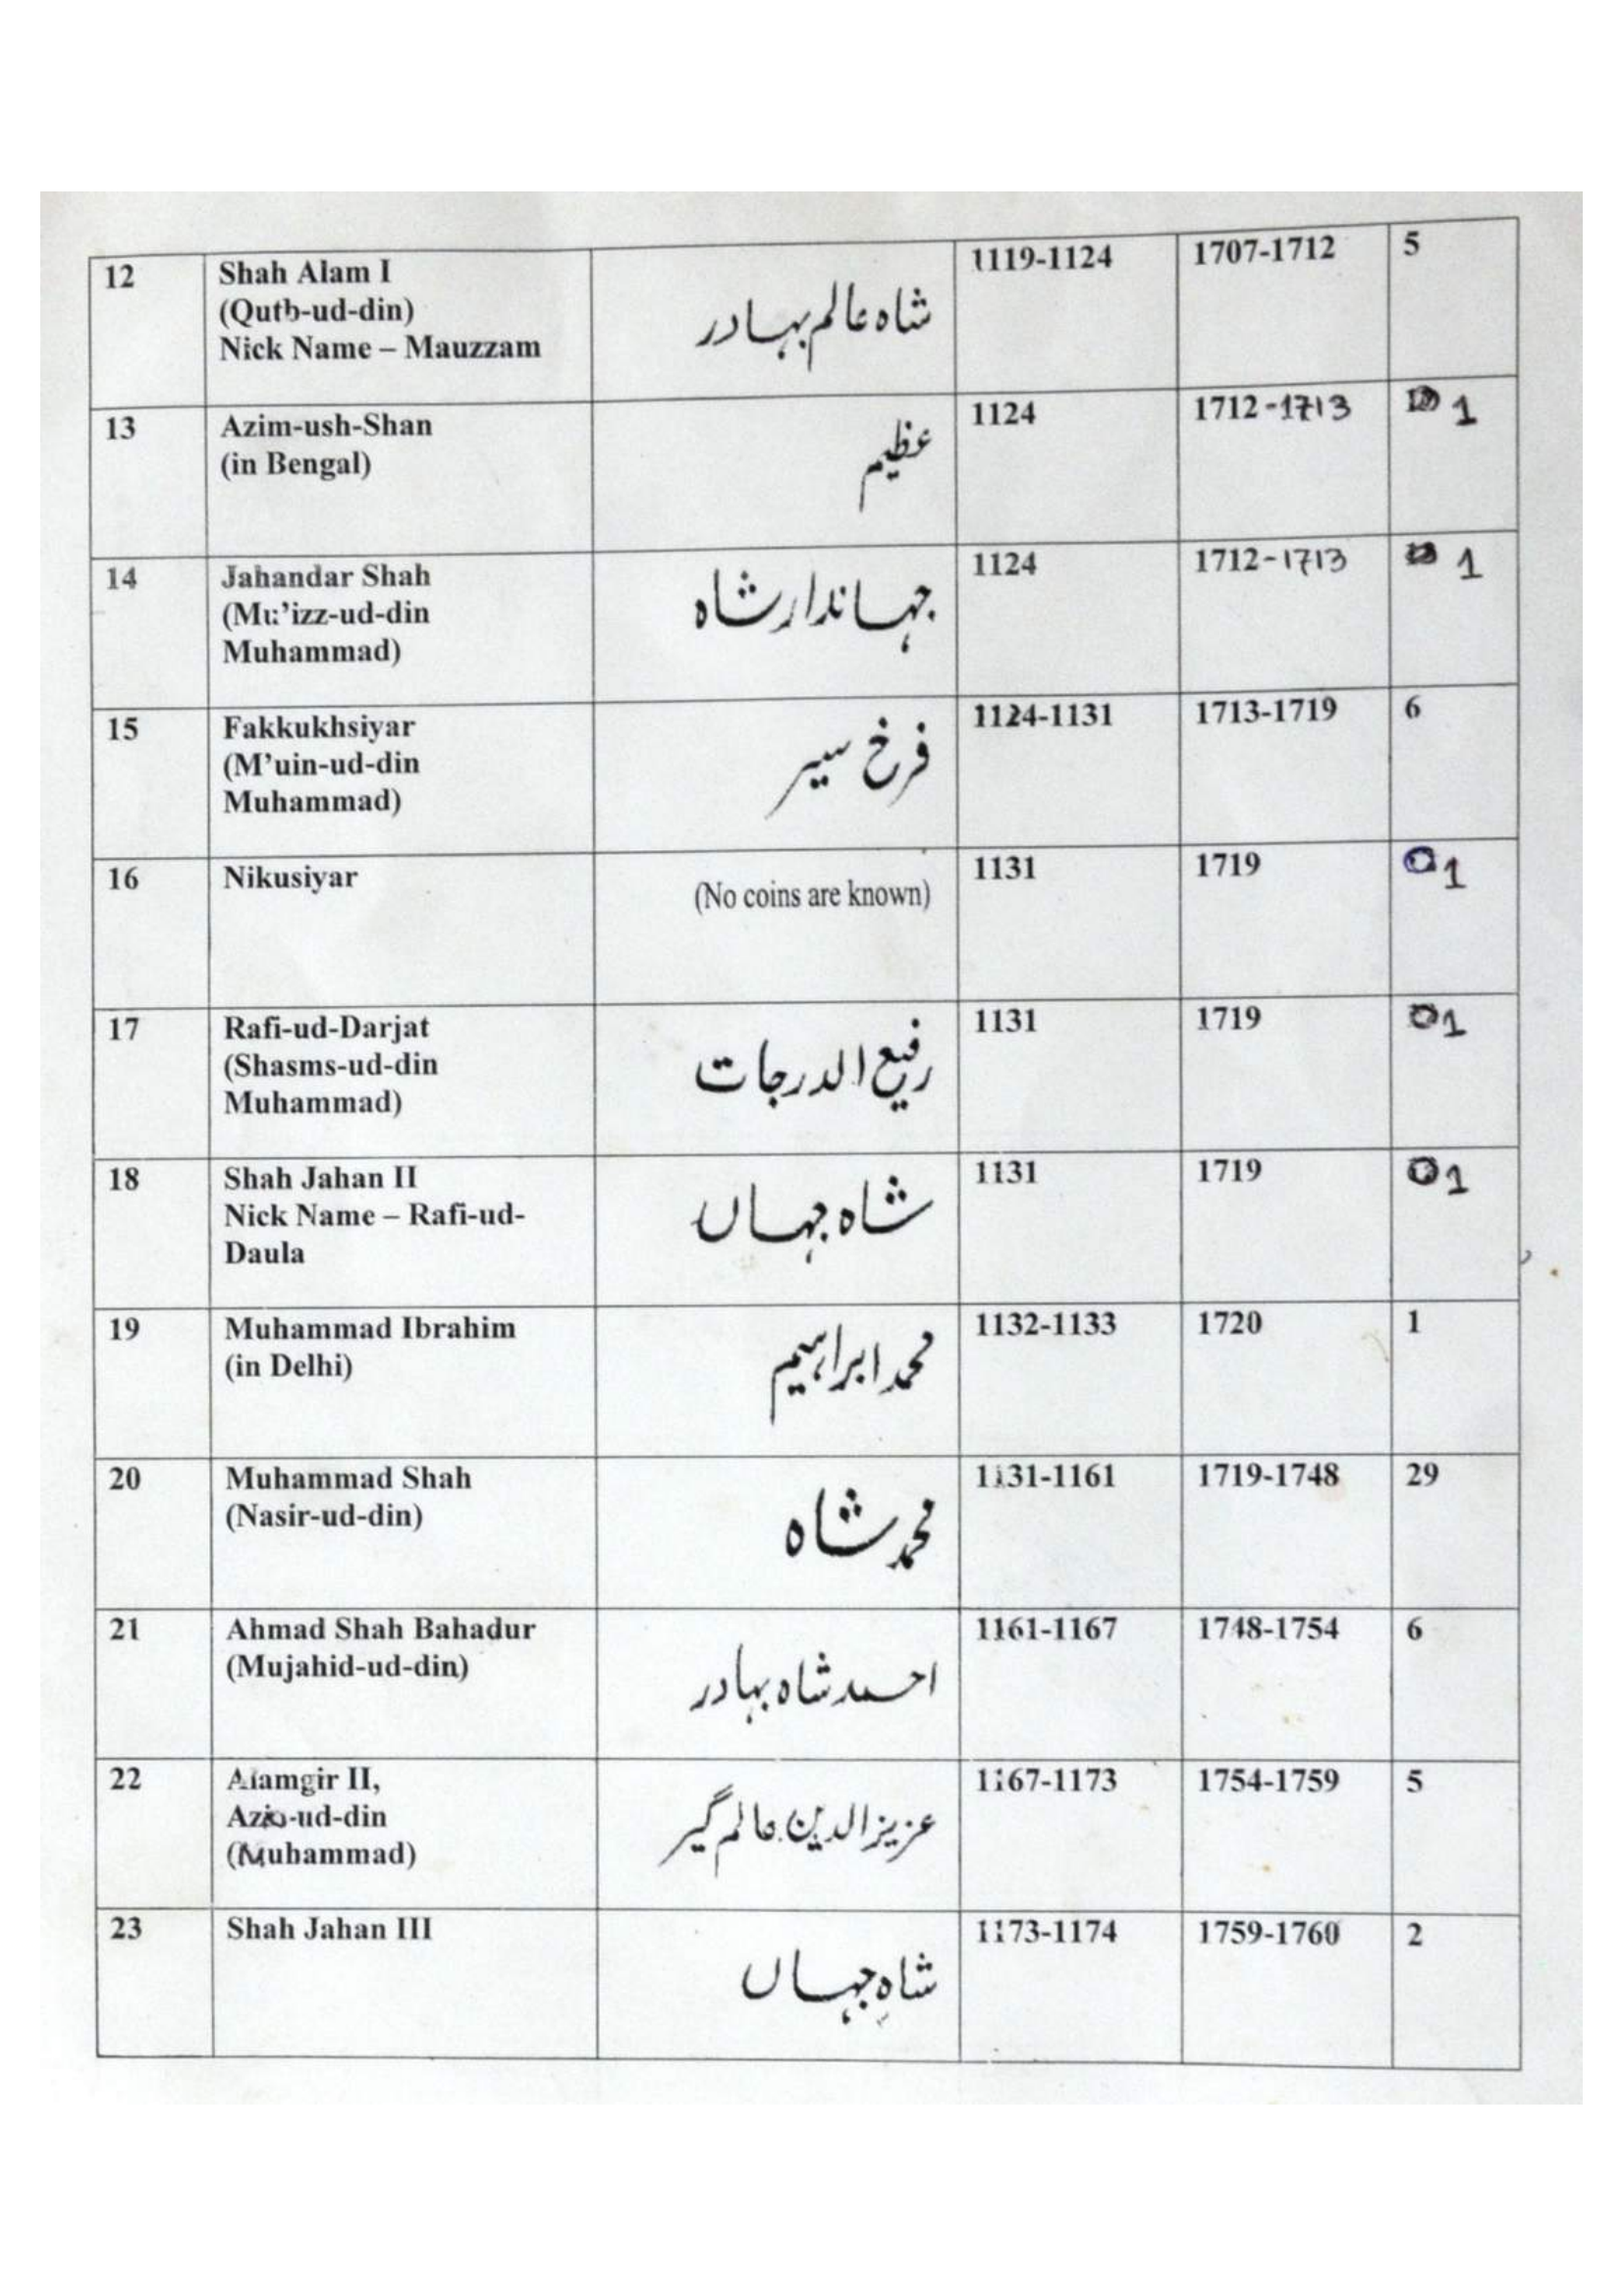 12
Shah Alam I
(Qutb-ud-din)
Nick Name – Mauzzam
شاہ عالم بہادر
1119-1124
1707-1712
5
13
Azim-ush-Shan
(in Bengal)
عظیم
1124
1712-1713
1
14
Jahandar Shah
(Mu'izz-ud-din
Muhammad)
جہاندار شاہ
1124
1712-1713
1
15
Fakkukhsiyar
(M'uin-ud-din
Muhammad)
فرخ سیر
1124-1131
1713-1719
6
16
Nikusiyar
(No coins are known)
1131
1719
1
17
Rafi-ud-Darjat
(Shasms-ud-din
Muhammad)
رفیع الدرجات
1131
1719
1
18
Shah Jahan II
Nick Name – Rafi-ud-
Daula
شاہ جہاں
1131
1719
1
19
Muhammad Ibrahim
(in Delhi)
محمد ابراہیم
1132-1133
1720
1
20
Muhammad Shah
(Nasir-ud-din)
محمد شاہ
1131-1161
1719-1748
29
21
Ahmad Shah Bahadur
(Mujahid-ud-din)
احمد شاہ بہادر
1161-1167
1748-1754
6
22
Alamgir II,
-ud-din
(Muhammad)
عزیز الدین عالم گیر
1167-1173
1754-1759
5
23
Shah Jahan III
شاہ جہاں
1173-1174
1759-1760
2